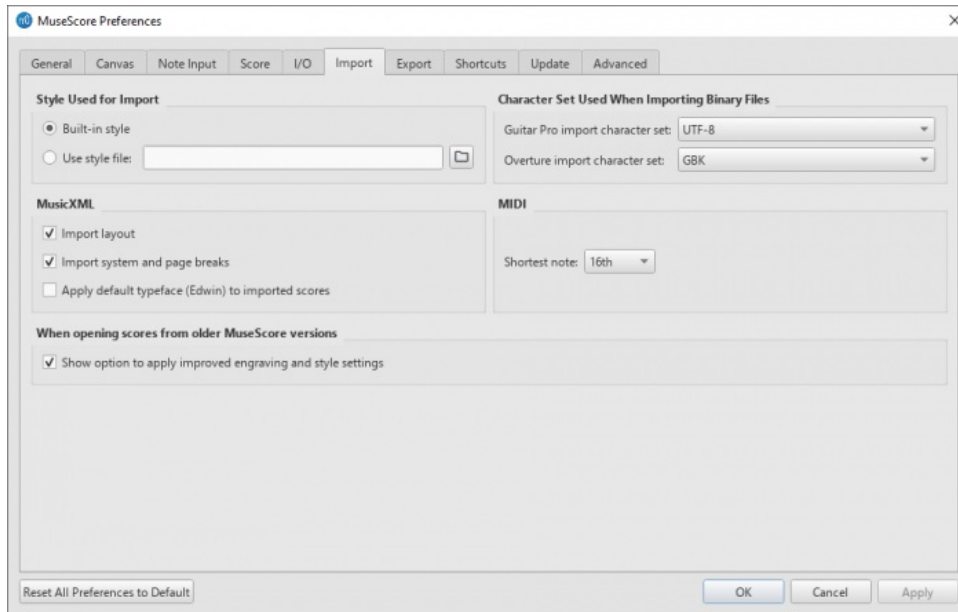 MuseScore Preferences
General Canvas Note Input Score I/O Import Export Shortcuts Update Advanced
Style Used for Import
Built-in style
Use style file:
Character Set Used When Importing Binary Files
Guitar Pro import character set: UTF-8
Overture import character set: GBK
MusicXML
Import layout
Import system and page breaks
Apply default typeface (Edwin) to imported scores
MIDI
Shortest note: 16th
When opening scores from older MuseScore versions
Show option to apply improved engraving and style settings
Reset All Preferences to Default OK Cancel Apply